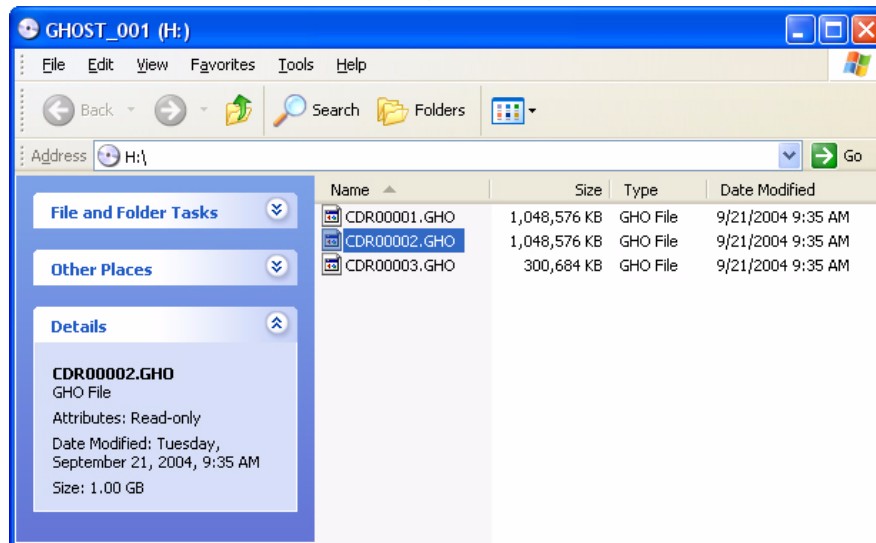 GHOST_001 (H:)
File Edit View Favorites Tools Help
Back Search Folders
Address H:\ Go
Name Size Type Date Modified
CDR00001.GHO 1,048,576 KB GHO File 9/21/2004 9:35 AM
CDR00002.GHO 1,048,576 KB GHO File 9/21/2004 9:35 AM
CDR00003.GHO 300,684 KB GHO File 9/21/2004 9:35 AM
File and Folder Tasks
Other Places
Details
CDR00002.GHO
GHO File
Attributes: Read-only
Date Modified: Tuesday,
September 21, 2004, 9:35 AM
Size: 1.00 GB